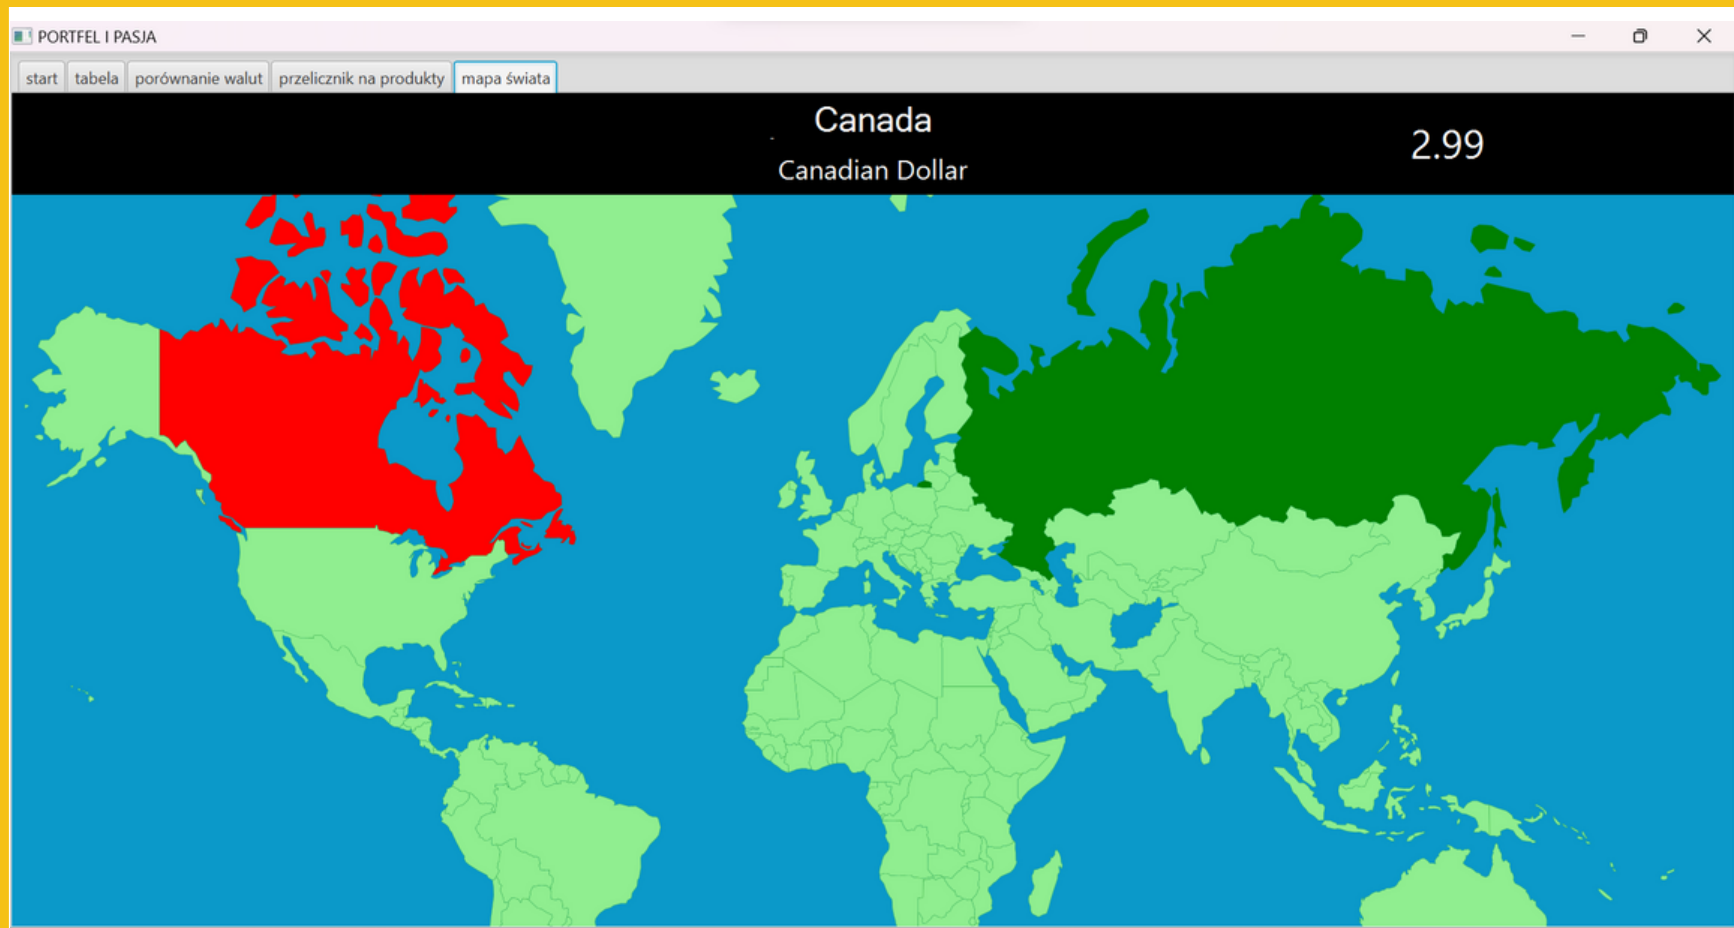 PORTFEL I PASJA
start tabela porównanie walut przelicznik na produkty mapa świata
Canada
Canadian Dollar
2.99